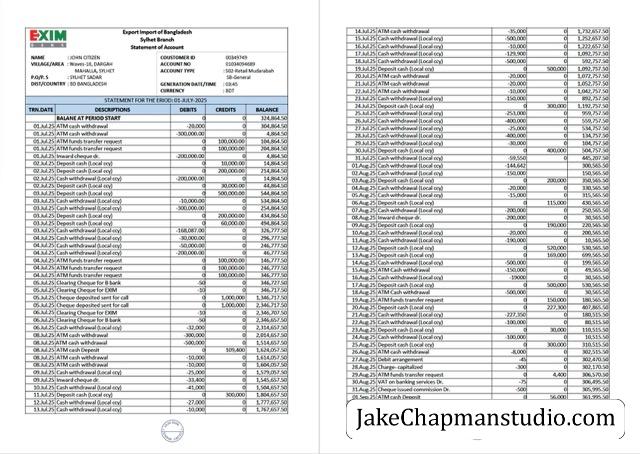 EXIM
BANK
Export Import of Bangladesh
Sylhet Branch
Statement of Account
NAME : JOHN CITIZEN
VILLAGE/AREA : Waves-16, DARGAH
MAHALLA, SYLHET
P.O/P.S : SYLHET SADAR
DIST/COUNTRY : BD BANGLADESH
COUSTOMER ID 00349749
ACCOUNT NO 01034094689
ACCOUNT TYPE : 502-Retail Mudarabah
SB-General
GENERATION DATE/TIME : 03:45
CURRENCY : BDT
STATEMENT FOR THE ERIOD: 01-JULY-2025
TRN.DATE DESCRIPTIONS DEBITS CREDITS BALANCE
BALANE AT PERIOD START 0 0 324,864.50
01.Jul.25 ATM cash withdrawal -20,000 0 304,864.50
01.Jul.25 ATM cash withdrawal -300,000.00 0 4,864.50
01.Jul.25 ATM funds transfer request 0 100,000.00 104,864.50
01.Jul.25 ATM funds transfer request 0 100,000.00 204,864.50
01.Jul.25 Inward cheque dr. -200,000.00 0 4,864.50
02.Jul.25 Deposit cash (Local ccy) 0 10,000.00 14,864.50
02.Jul.25 Deposit cash (Local ccy) 0 200,000.00 214,864.50
02.Jul.25 Cash withdrawal (Local ccy) -200,000.00 0 14,864.50
02.Jul.25 Deposit cash (Local ccy) 0 30,000.00 44,864.50
02.Jul.25 Deposit cash (Local ccy) 0 500,000.00 544,864.50
03.Jul.25 Cash withdrawal (Local ccy) -10,000.00 0 534,864.50
03.Jul.25 Cash withdrawal (Local ccy) -300,000.00 0 254,864.50
03.Jul.25 Deposit cash (Local ccy) 0 200,000.00 434,864.50
03.Jul.25 Deposit cash (Local ccy) 0 60,000.00 494,864.50
03.Jul.25 Cash withdrawal (Local ccy) -168,087.00 0 326,777.50
04.Jul.25 Cash withdrawal (Local ccy) -30,000.00 0 296,777.50
04.Jul.25 Cash withdrawal (Local ccy) -50,000.00 0 246,777.50
04.Jul.25 Cash withdrawal (Local ccy) -200,000.00 0 46,777.50
04.Jul.25 ATM funds transfer request 0 100,000.00 146,777.50
04.Jul.25 ATM funds transfer request 0 100,000.00 246,777.50
04.Jul.25 ATM funds transfer request 0 100,000.00 346,777.50
05.Jul.25 Clearing Cheque for B bank -50 0 346,727.50
05.Jul.25 Clearing Cheque for EXIM -10 0 346,717.50
05.Jul.25 Cheque deposited sent for call 0 1,000,000 1,346,717.50
05.Jul.25 Cheque deposited sent for call 0 1,000,000 2,346,717.50
06.Jul.25 Clearing Cheque for EXIM -10 0 2,346,707.50
06.Jul.25 Clearing Cheque for B bank -50 0 2,346,657.50
06.Jul.25 Cash withdrawal (Local ccy) -32,000 0 2,314,657.50
07.Jul.25 ATM cash withdrawal -300,000 0 2,014,657.50
08.Jul.25 ATM cash withdrawal -500,000 0 1,514,657.50
08.Jul.25 ATM cash Deposit 0 109,400 1,624,057.50
08.Jul.25 ATM cash withdrawal -10,000 0 1,614,057.50
08.Jul.25 ATM cash withdrawal -10,000 0 1,604,057.50
09.Jul.25 Cash withdrawal (Local ccy) -25,000 0 1,579,057.50
09.Jul.25 Inward cheque dr. -33,400 0 1,545,657.50
10.Jul.25 Cash withdrawal (Local ccy) -41,000 0 1,504,657.50
11.Jul.25 Deposit cash (Local ccy) 0 300,000 1,804,657.50
12.Jul.25 Cash withdrawal (Local ccy) -27,000 0 1,777,657.50
13.Jul.25 Cash withdrawal (Local ccy) -10,000 0 1,767,657.50
14.Jul.25 ATM cash withdrawal -35,000 0 1,732,657.50
15.Jul.25 Cash withdrawal (Local ccy) -500,000 0 1,252,657.50
16.Jul.25 Cash withdrawal (Local ccy) -10,000 0 1,222,657.50
17.Jul.25 Cash withdrawal (Local ccy) -129,900 0 1,092,757.50
18.Jul.25 Cash withdrawal (Local ccy) -500,000 0 592,757.50
19.Jul.25 Deposit cash (Local ccy) 0 500,000 1,092,757.50
20.Jul.25 ATM cash withdrawal -20,000 0 1,072,757.50
21.Jul.25 ATM cash withdrawal -20,000 0 1,052,757.50
22.Jul.25 ATM cash withdrawal -10,000 0 1,042,757.50
23.Jul.25 Cash withdrawal (Local ccy) -150,000 0 892,757.50
24.Jul.25 Deposit cash (Local ccy) 0 300,000 1,192,757.50
25.Jul.25 Cash withdrawal (Local ccy) -253,000 0 959,757.50
26.Jul.25 Cash withdrawal (Local ccy) -400,000 0 559,757.50
27.Jul.25 Cash withdrawal (Local ccy) -25,000 0 534,757.50
28.Jul.25 Cash withdrawal (Local ccy) -400,000 0 134,757.50
29.Jul.25 Cash withdrawal (Local ccy) -30,000 0 104,757.50
30.Jul.25 Deposit cash (Local ccy) 0 400,000 504,757.50
31.Jul.25 Cash withdrawal (Local ccy) -59,550 0 445,207.50
01.Aug.25 Cash withdrawal (Local ccy) -144,642 0 300,565.50
02.Aug.25 Cash withdrawal (Local ccy) -150,000 0 150,565.50
03.Aug.25 Deposit cash (Local ccy) 0 200,000 350,565.50
04.Aug.25 Cash withdrawal (Local ccy) -20,000 0 330,565.50
05.Aug.25 Cash withdrawal (Local ccy) -15,000 0 315,565.50
06.Aug.25 Deposit cash (Local ccy) 0 115,000 430,565.50
07.Aug.25 Cash withdrawal (Local ccy) -200,000 0 250,565.50
08.Aug.25 Inward cheque dr. -200,000 0 30,565.50
09.Aug.25 Deposit cash (Local ccy) 0 190,000 220,565.50
10.Aug.25 Cash withdrawal (Local ccy) -20,000 0 200,565.50
11.Aug.25 Cash withdrawal (Local ccy) -190,000 0 10,565.50
12.Aug.25 Deposit cash (Local ccy) 0 520,000 530,565.50
13.Aug.25 Deposit cash (Local ccy) 0 169,000 699,565.50
14.Aug.25 Cash withdrawal (Local ccy) -500,000 0 199,565.50
15.Aug.25 ATM Cash withdrawal -150,000 0 49,565.50
16.Aug.25 Cash withdrawal (Local ccy) -19000 0 30,565.50
17.Aug.25 Deposit cash (Local ccy) 0 500,000 530,565.50
18.Aug.25 ATM cash withdrawal -500,000 0 30,565.50
19.Aug.25 ATM funds transfer request 0 150,000 180,565.50
20.Aug.25 Deposit cash (Local ccy) 0 227,300 407,865.50
21.Aug.25 Cash withdrawal (Local ccy) -227,350 0 180,515.50
22.Aug.25 Cash withdrawal (Local ccy) -100,000 0 80,515.50
23.Aug.25 Deposit cash (Local ccy) 0 30,000 110,515.50
24.Aug.25 Cash withdrawal (Local ccy) -100,000 0 10,515.50
25.Aug.25 Deposit cash (Local ccy) 0 300,000 310,515.50
26.Aug.25 ATM cash withdrawal -8,000 0 302,515.50
27.Aug.25 Debit arrangement -45 0 302,470.50
28.Aug.25 Charge- capitalized -300 0 302,170.50
29.Aug.25 ATM funds transfer request 0 4,400 306,570.50
30.Aug.25 VAT on banking services Dr. -75 0 306,495.50
31.Aug.25 Cheque issued commission Dr. -500 0 305,995.50
01.Sep.25 ATM cash Deposit 0 56,000 361,995.50
JakeChapmanstudio.com